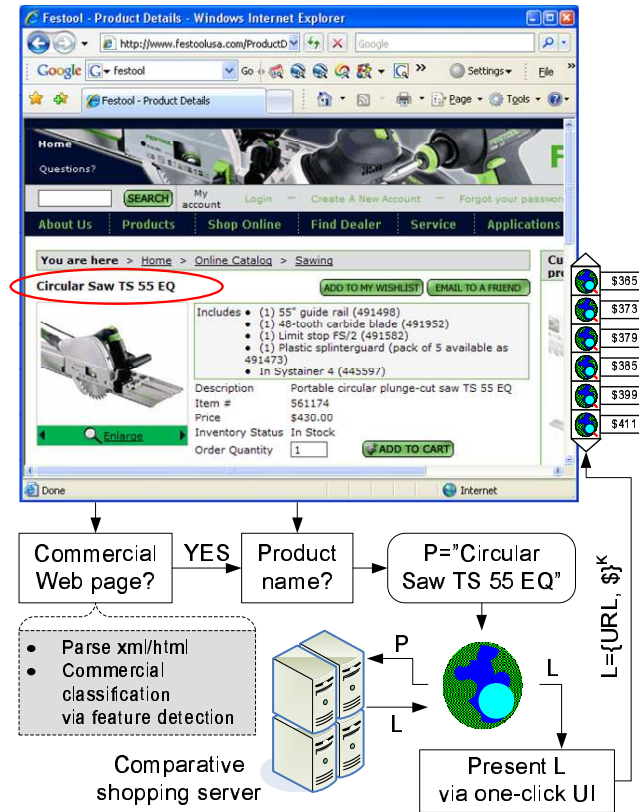 Festool - Product Details - Windows Internet Explorer
http://www.festoolusa.com/ProductD
Google
Google
festool
Go
»
Settings
File
»
Festool - Product Details
Page
Tools
Home
Questions?
SEARCH
My account
Login
Create A New Account
Forgot your passwor
About Us
Products
Shop Online
Find Dealer
Service
Applications
You are here > Home > Online Catalog > Sawing
Cu
pr
Circular Saw TS 55 EQ
ADD TO MY WISHLIST
EMAIL TO A FRIEND
Includes • (1) 55" guide rail (491498)
• (1) 48-tooth carbide blade (491952)
• (1) Limit stop FS/2 (491582)
• (1) Plastic splinterguard (pack of 5 available as
491473)
• In Systainer 4 (445597)
Description Portable circular plunge-cut saw TS 55 EQ
Item # 561174
Price $430.00
Inventory Status In Stock
Order Quantity 1
ADD TO CART
Enlarge
Done
Internet
$365
$373
$379
$385
$399
$411
Commercial
Web page?
YES
Product
name?
P="Circular
Saw TS 55 EQ"
• Parse xml/html
• Commercial
classification
via feature detection
P
L
L
L={URL, $}ᴷ
Comparative
shopping server
Present L
via one-click UI